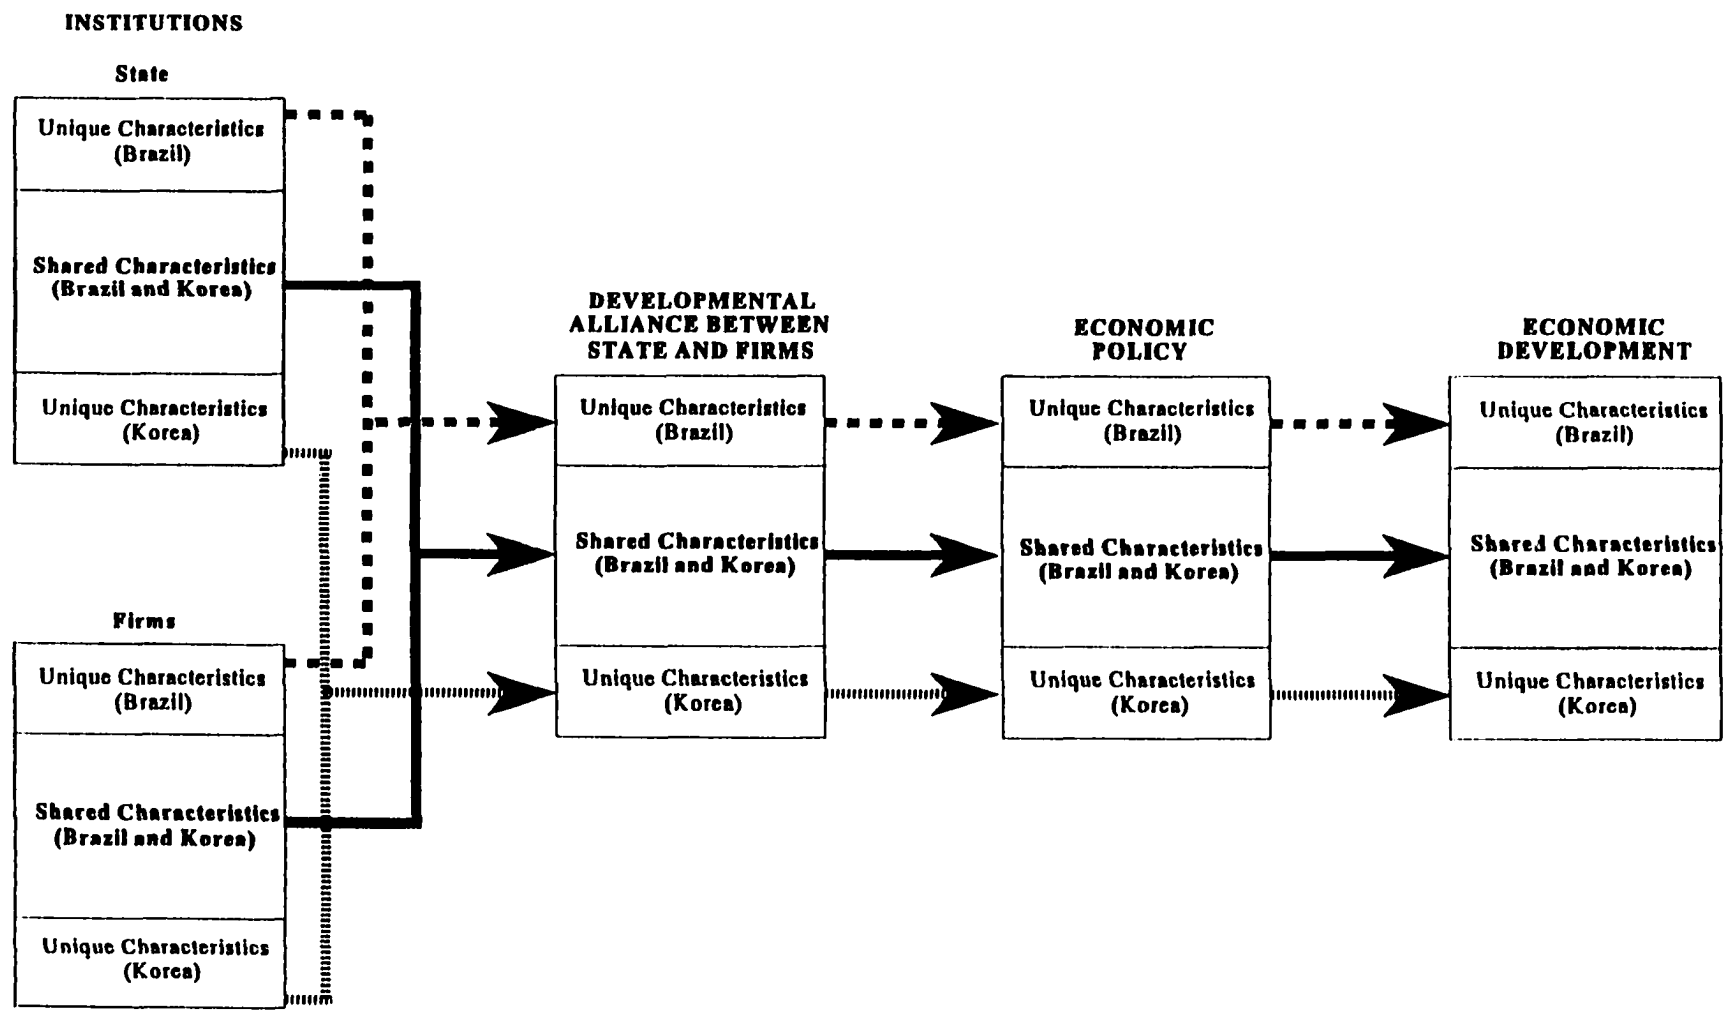 INSTITUTIONS
State
Unique Characteristics
(Brazil)
Shared Characteristics
(Brazil and Korea)
Unique Characteristics
(Korea)
Firms
Unique Characteristics
(Brazil)
Shared Characteristics
(Brazil and Korea)
Unique Characteristics
(Korea)
DEVELOPMENTAL
ALLIANCE BETWEEN
STATE AND FIRMS
Unique Characteristics
(Brazil)
Shared Characteristics
(Brazil and Korea)
Unique Characteristics
(Korea)
ECONOMIC
POLICY
Unique Characteristics
(Brazil)
Shared Characteristics
(Brazil and Korea)
Unique Characteristics
(Korea)
ECONOMIC
DEVELOPMENT
Unique Characteristics
(Brazil)
Shared Characteristics
(Brazil and Korea)
Unique Characteristics
(Korea)